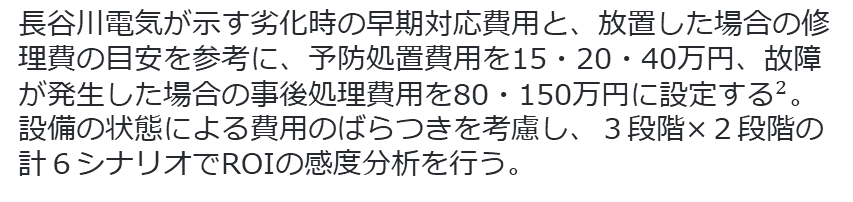 長谷川電気が示す劣化時の早期対応費用と、放置した場合の修
理費の目安を参考に、予防処置費用を15・20・40万円、故障
が発生した場合の事後処理費用を80・150万円に設定する²。
設備の状態による費用のばらつきを考慮し、３段階×２段階の
計６シナリオでROIの感度分析を行う。